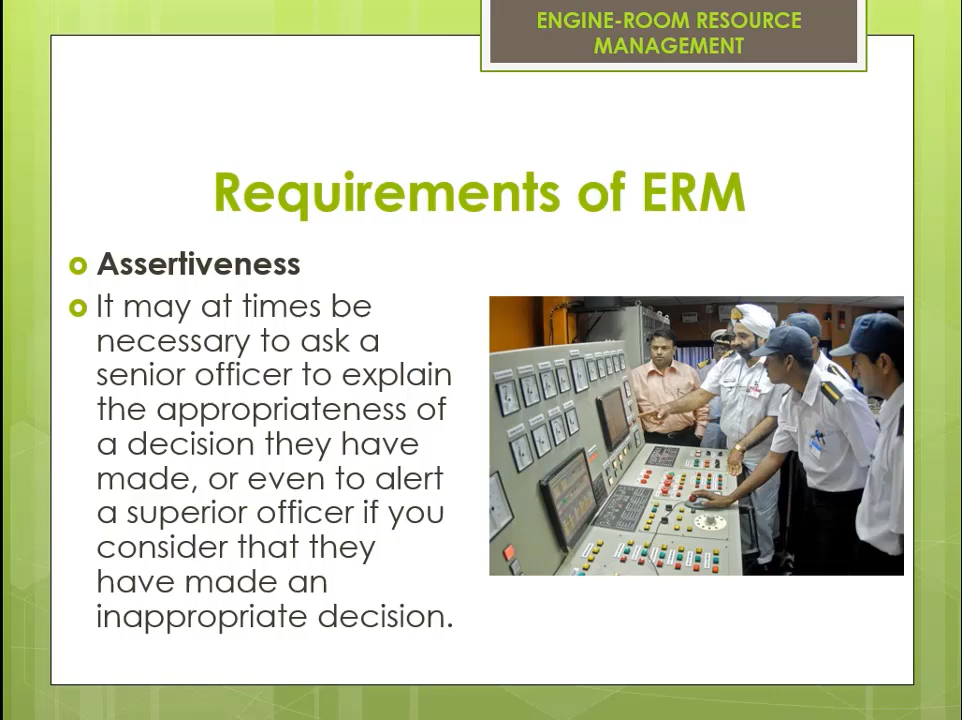 ENGINE-ROOM RESOURCE
MANAGEMENT
Requirements of ERM
Assertiveness
It may at times be
necessary to ask a
senior officer to explain
the appropriateness of
a decision they have
made, or even to alert
a superior officer if you
consider that they
have made an
inappropriate decision.